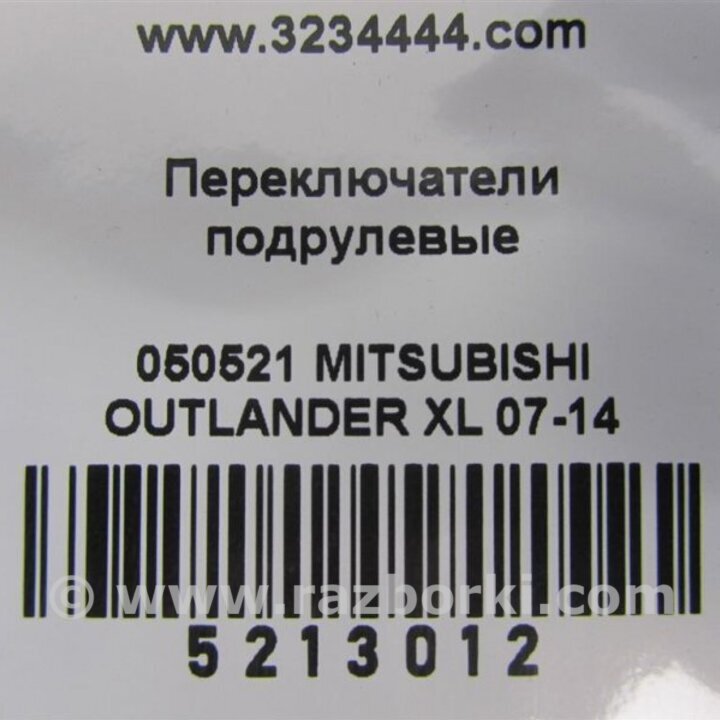 www.3234444.com
Переключатели
подрулевые
050521 MITSUBISHI
OUTLANDER XL 07-14
© www.razborki.com
5213012